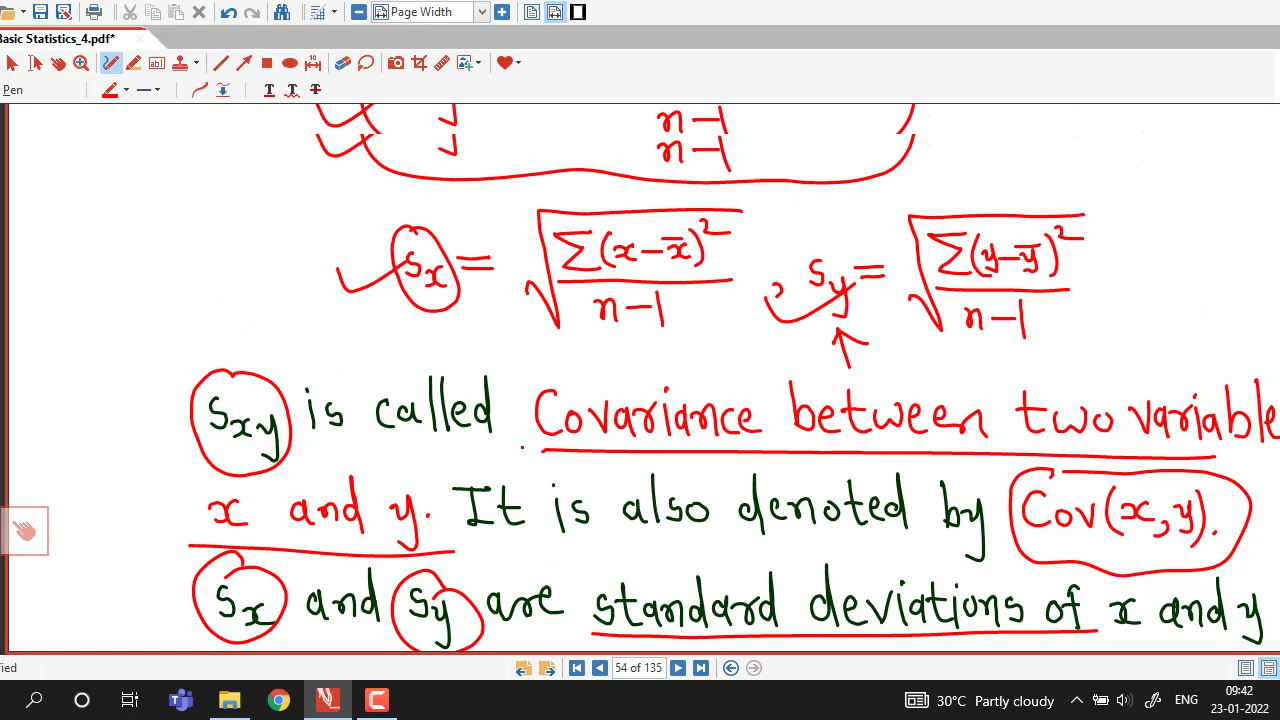 Page Width
Basic Statistics_4.pdf*
Pen
n-1
n-1
sx = √(Σ(x-x̄)²/(n-1)) , sy = √(Σ(y-ȳ)²/(n-1))
sxy is called Covariance between two variable
x and y. It is also denoted by Cov(x,y).
sx and sy are standard deviations of x and y
fied
54 of 135
30°C Partly cloudy
ENG
09:42
23-01-2022